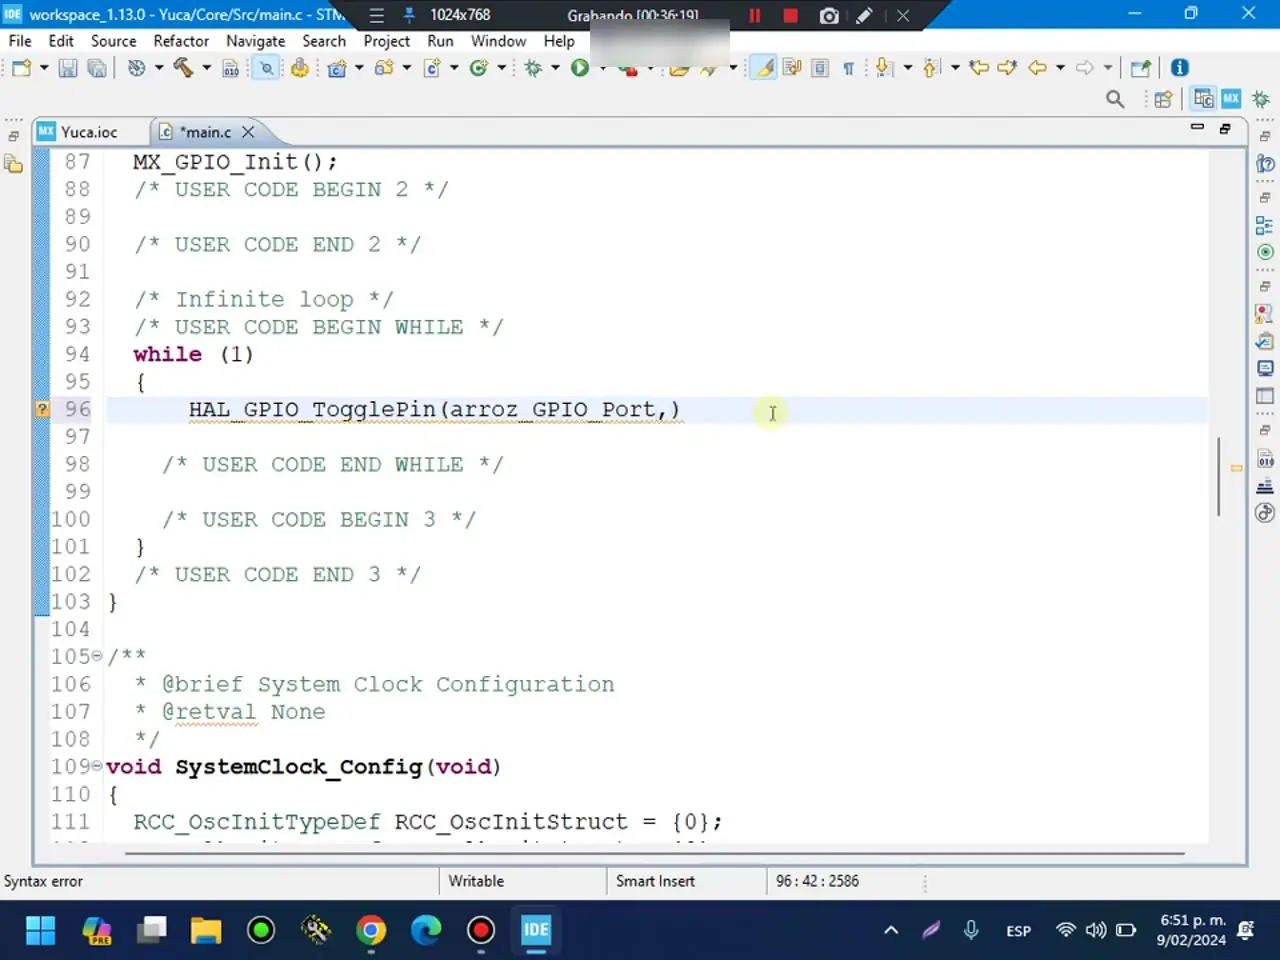 IDE workspace_1.13.0 - Yuca/Core/Src/main.c - STM
1024x768
Grabando [00:36:19]
File Edit Source Refactor Navigate Search Project Run Window Help
MX Yuca.ioc
*main.c
87 MX_GPIO_Init();
88 /* USER CODE BEGIN 2 */
89
90 /* USER CODE END 2 */
91
92 /* Infinite loop */
93 /* USER CODE BEGIN WHILE */
94 while (1)
95 {
96 HAL_GPIO_TogglePin(arroz_GPIO_Port,)
97
98 /* USER CODE END WHILE */
99
100 /* USER CODE BEGIN 3 */
101 }
102 /* USER CODE END 3 */
103 }
104
105 /**
106 * @brief System Clock Configuration
107 * @retval None
108 */
109 void SystemClock_Config(void)
110 {
111 RCC_OscInitTypeDef RCC_OscInitStruct = {0};
Syntax error
Writable
Smart Insert
96 : 42 : 2586
PRE
IDE
ESP
6:51 p. m.
9/02/2024